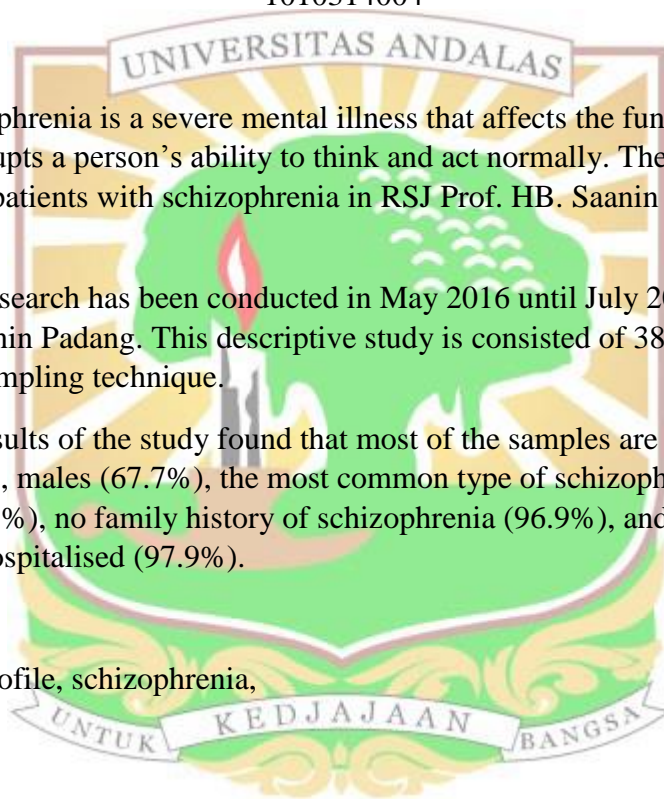 UNIVERSITAS ANDALAS
phrenia is a severe mental illness that affects the fun
upts a person's ability to think and act normally. The
patients with schizophrenia in RSJ Prof. HB. Saanin
search has been conducted in May 2016 until July 20
nin Padang. This descriptive study is consisted of 38
mpling technique.
sults of the study found that most of the samples are
, males (67.7%), the most common type of schizoph
%), no family history of schizophrenia (96.9%), and
ospitalised (97.9%).
ofile, schizophrenia,
UNTUK KEDJAJAAN BANGSA